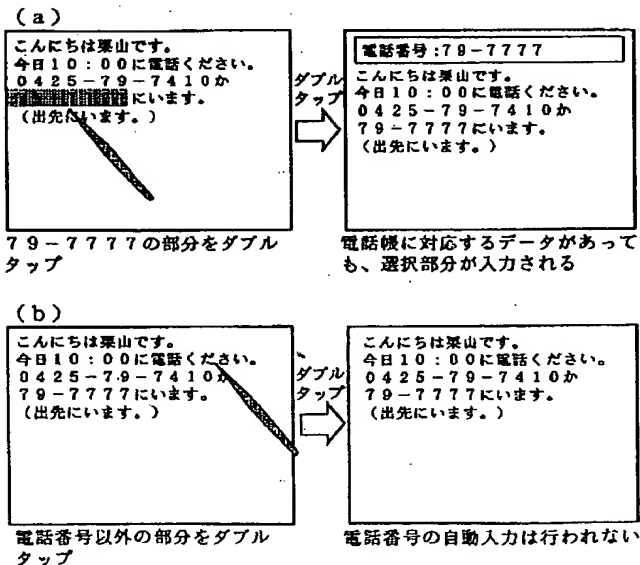 (a)
こんにちは栗山です。
今日10：00に電話ください。
0425－79－7410か
にいます。
（出先にいます。）
ダブル
タップ
電話番号：79－7777
こんにちは栗山です。
今日10：00に電話ください。
0425－79－7410か
79－7777にいます。
（出先にいます。）
79－7777の部分をダブル
タップ
電話帳に対応するデータがあって
も、選択部分が入力される
(b)
こんにちは栗山です。
今日10：00に電話ください。
0425－79－7410か
79－7777にいます。
（出先にいます。）
ダブル
タップ
こんにちは栗山です。
今日10：00に電話ください。
0425－79－7410か
79－7777にいます。
（出先にいます。）
電話番号以外の部分をダブル
タップ
電話番号の自動入力は行われない